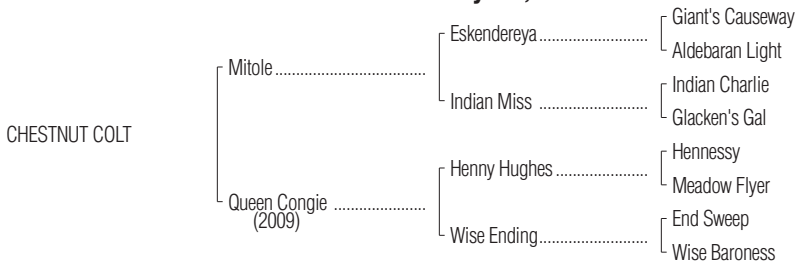 Giant's Causeway
Eskendereya
Aldebaran Light
Mitole
Indian Charlie
Indian Miss
Glacken's Gal
CHESTNUT COLT
Hennessy
Henny Hughes
Meadow Flyer
Queen Congie
(2009)
End Sweep
Wise Ending
Wise Baroness